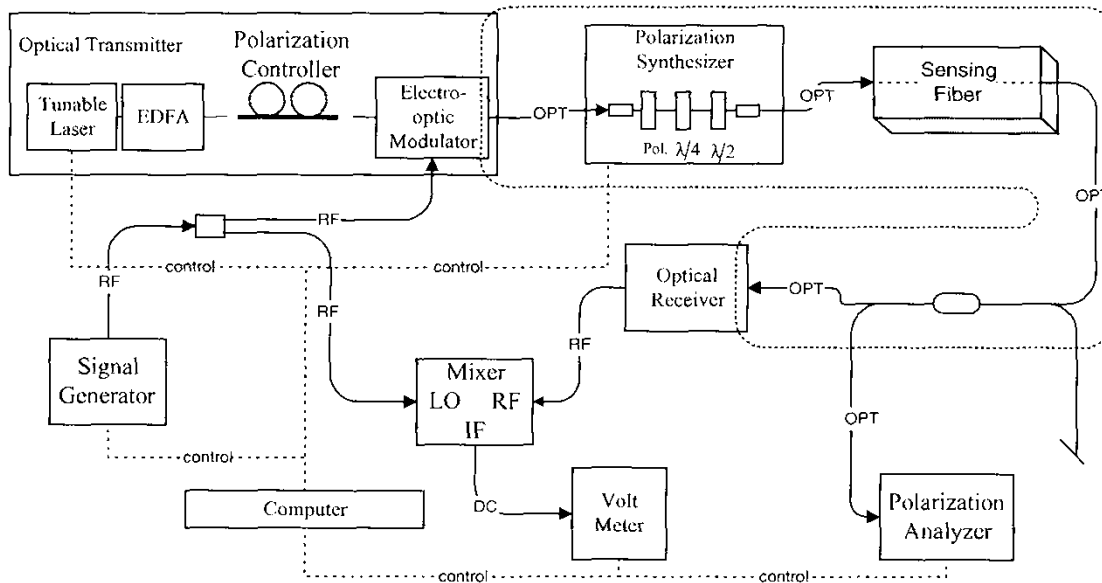 Optical Transmitter
Polarization
Controller
Tunable
Laser
EDFA
Electro-
optic
Modulator
OPT
Polarization
Synthesizer
Pol. λ/4 λ/2
OPT
Sensing
Fiber
OPT
RF
RF
control
control
RF
Optical
Receiver
OPT
RF
Signal
Generator
Mixer
LO RF
IF
OPT
control
Computer
DC
Volt
Meter
Polarization
Analyzer
control
control